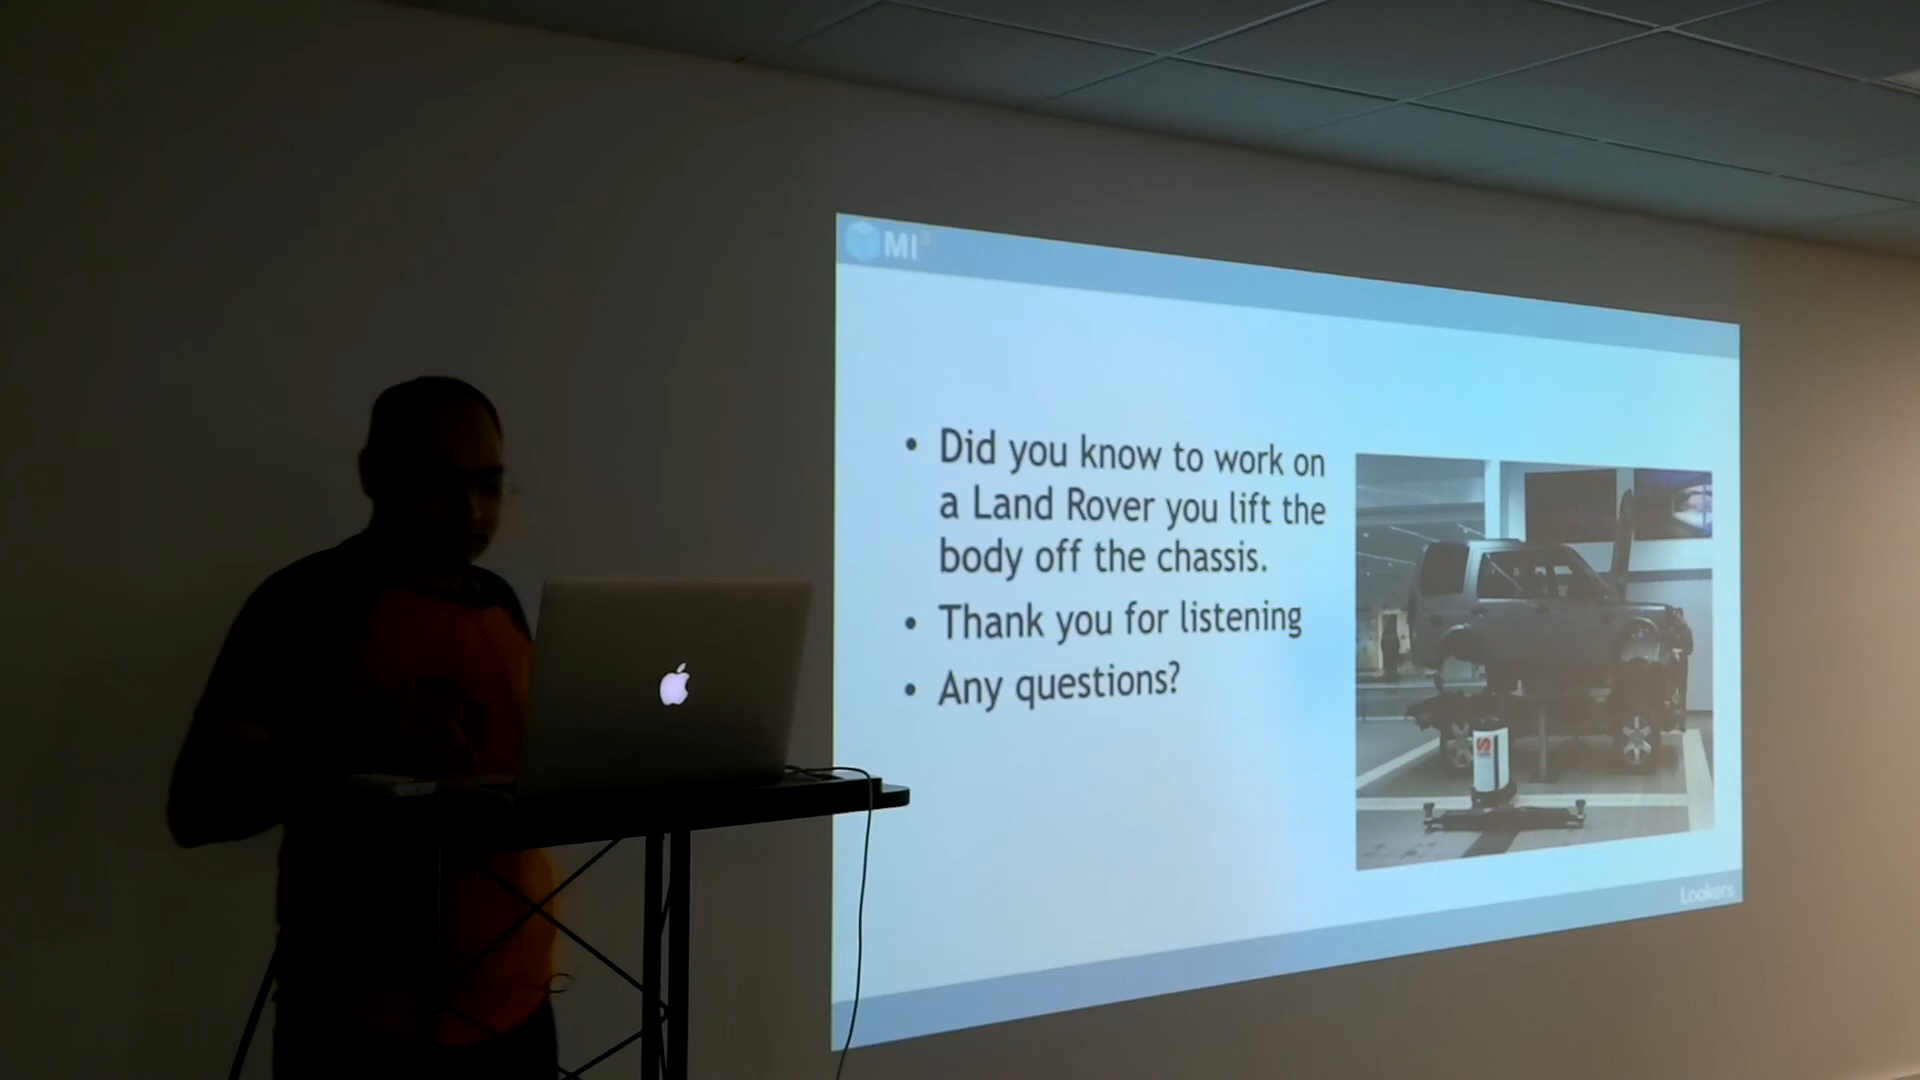 MI
• Did you know to work on
a Land Rover you lift the
body off the chassis.
• Thank you for listening
• Any questions?
Lookers